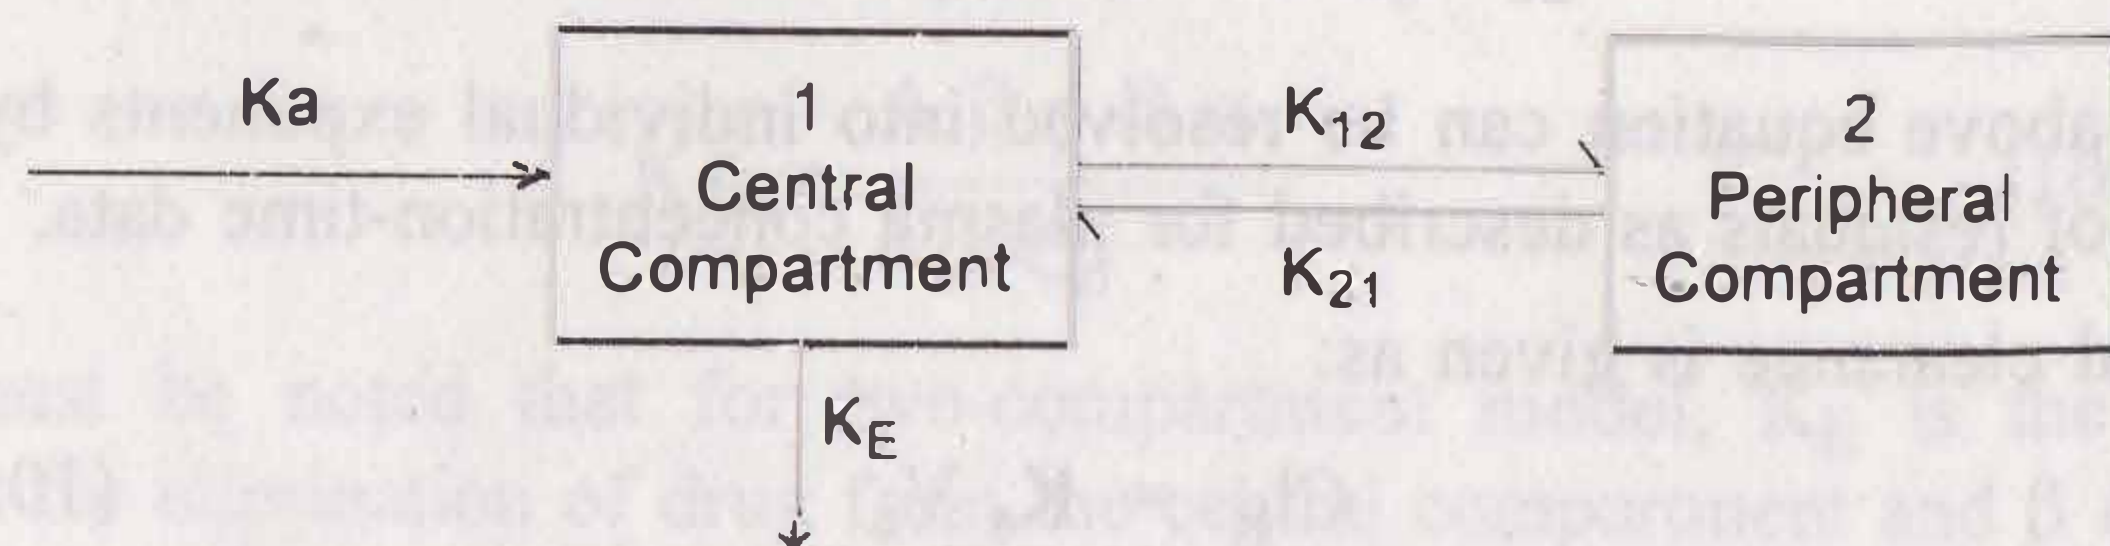 Ka
1
Central
Compartment
K12
K21
2
Peripheral
Compartment
KE